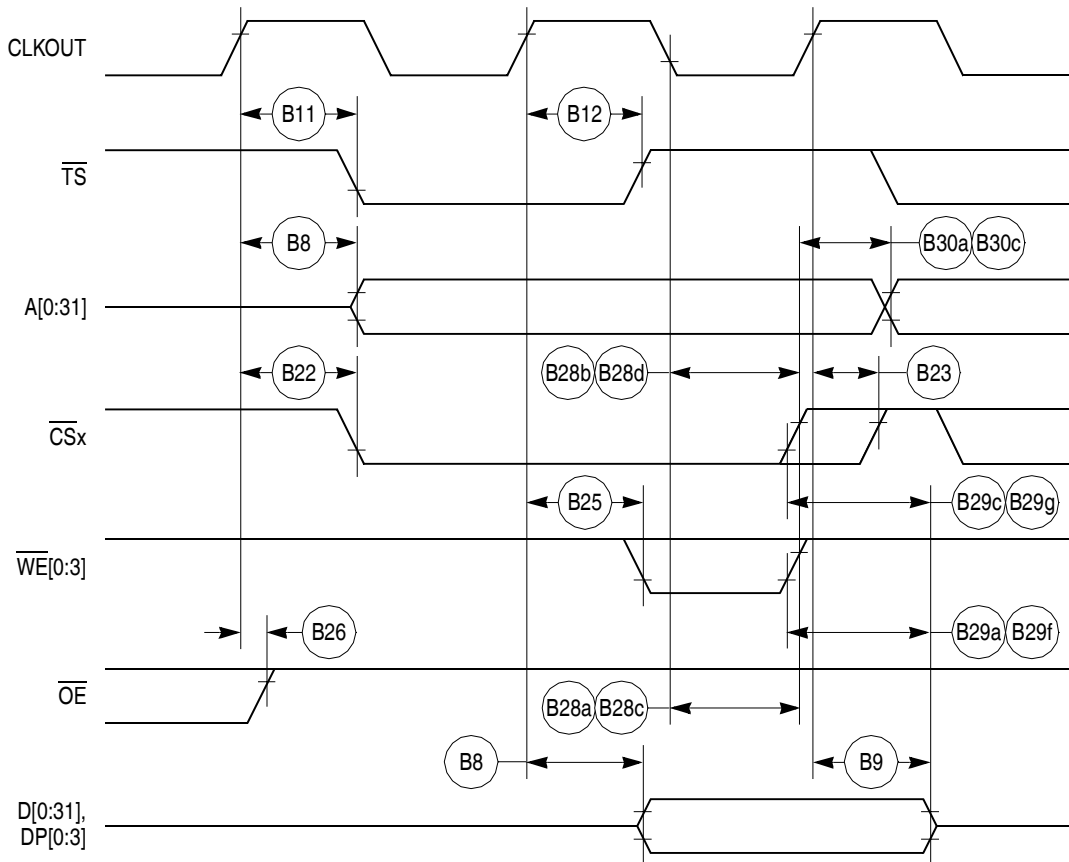 CLKOUT
B11
B12
TS
B8
B30a B30c
A[0:31]
B22
B28b B28d
B23
CSx
B25
B29c B29g
WE[0:3]
B26
B29a B29f
OE
B28a B28c
B8
B9
D[0:31],
DP[0:3]